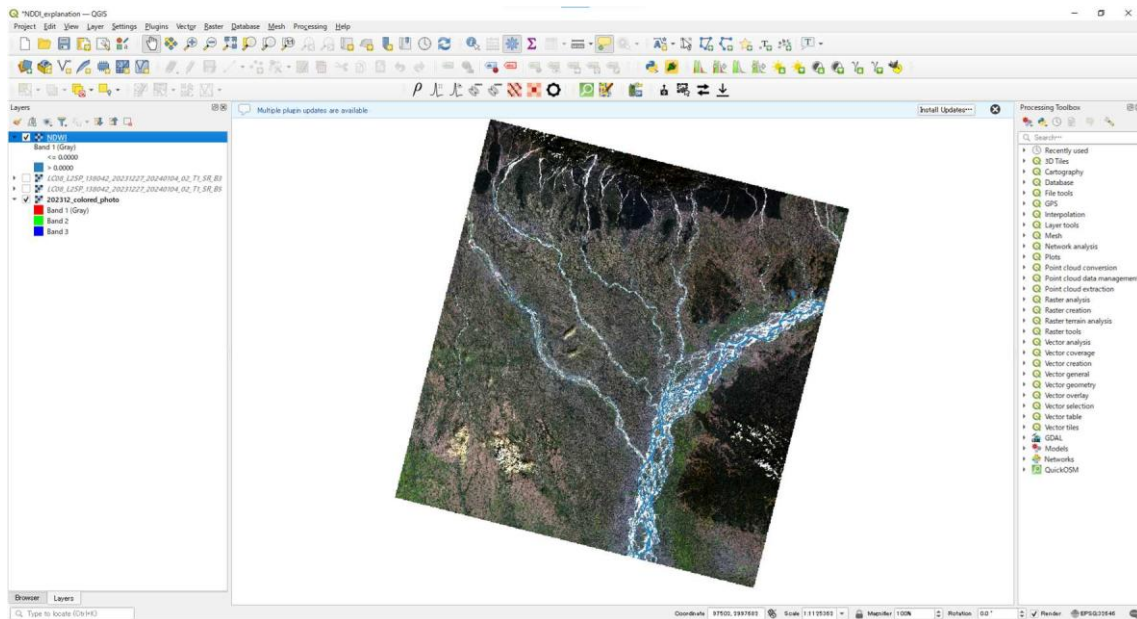 *NDDI_explanation — QGIS
Project Edit View Layer Settings Plugins Vector Raster Database Mesh Processing Help
Layers
Multiple plugin updates are available
Install Updates…
Processing Toolbox
NDWI
Band 1 (Gray)
<= 0.0000
> 0.0000
LC08_L2SP_138042_20231227_20240104_02_T1_SR_B5
LC08_L2SP_138042_20231227_20240104_02_T1_SR_B3
202312_colored_photo
Band 1 (Gray)
Band 2
Band 3
Search…
Recently used
3D Tiles
Cartography
Database
File tools
GPS
Interpolation
Layer tools
Mesh
Network analysis
Plots
Point cloud conversion
Point cloud data management
Point cloud extraction
Raster analysis
Raster creation
Raster terrain analysis
Raster tools
Vector analysis
Vector coverage
Vector creation
Vector general
Vector geometry
Vector overlay
Vector selection
Vector table
Vector tiles
GDAL
Models
Networks
QuickOSM
Browser Layers
Type to locate (Ctrl+K)
Coordinate Scale Magnifier 100% Rotation 0.0° Render